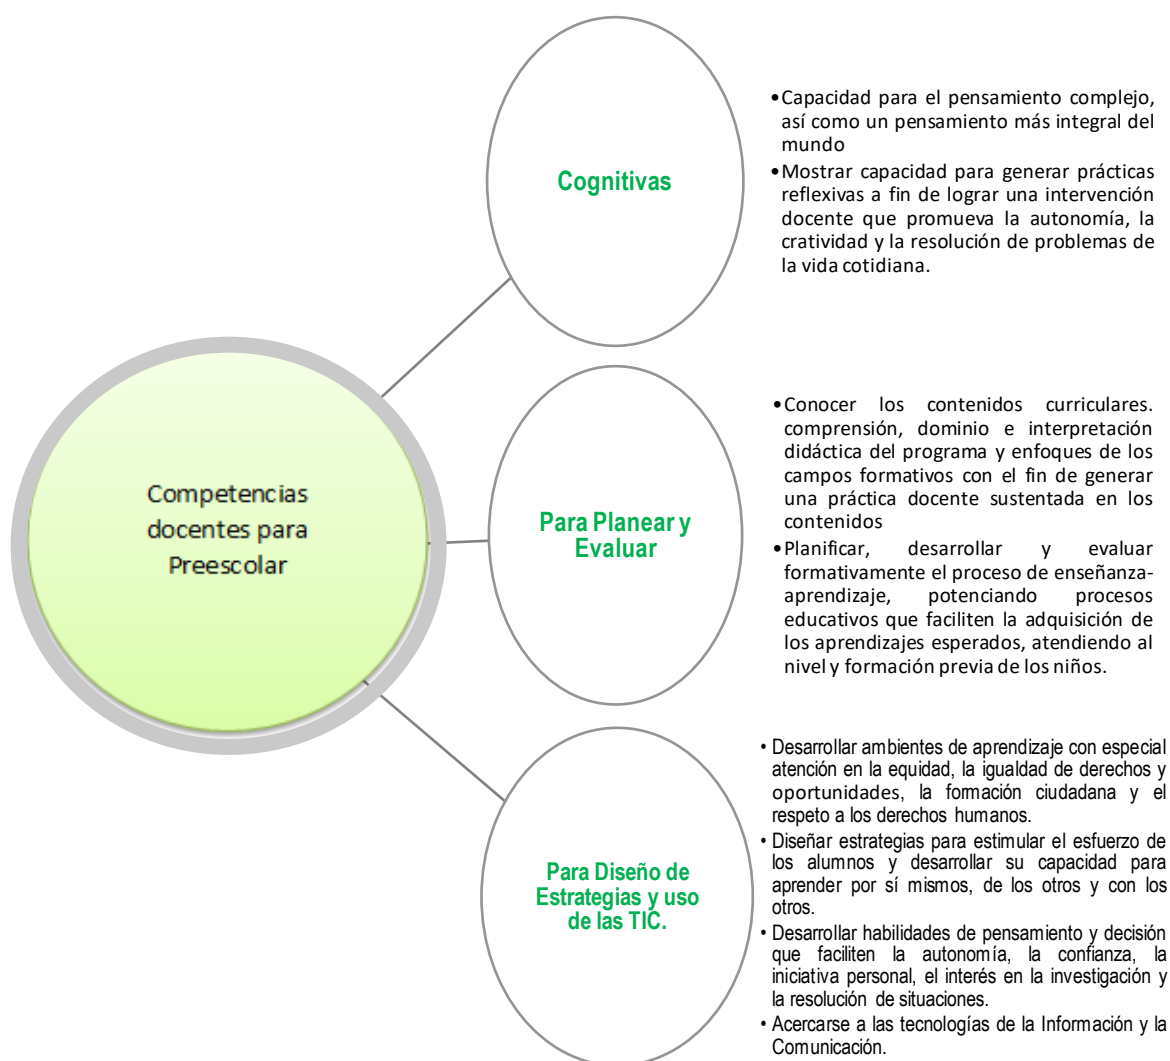 Competencias
docentes para
Preescolar
Cognitivas
•Capacidad para el pensamiento complejo,
así como un pensamiento más integral del
mundo
•Mostrar capacidad para generar prácticas
reflexivas a fin de lograr una intervención
docente que promueva la autonomía, la
cratividad y la resolución de problemas de
la vida cotidiana.
Para Planear y
Evaluar
•Conocer los contenidos curriculares.
comprensión, dominio e interpretación
didáctica del programa y enfoques de los
campos formativos con el fin de generar
una práctica docente sustentada en los
contenidos
•Planificar, desarrollar y evaluar
formativamente el proceso de enseñanza-
aprendizaje, potenciando procesos
educativos que faciliten la adquisición de
los aprendizajes esperados, atendiendo al
nivel y formación previa de los niños.
Para Diseño de
Estrategias y uso
de las TIC.
• Desarrollar ambientes de aprendizaje con especial
atención en la equidad, la igualdad de derechos y
oportunidades, la formación ciudadana y el
respeto a los derechos humanos.
• Diseñar estrategias para estimular el esfuerzo de
los alumnos y desarrollar su capacidad para
aprender por sí mismos, de los otros y con los
otros.
• Desarrollar habilidades de pensamiento y decisión
que faciliten la autonomía, la confianza, la
iniciativa personal, el interés en la investigación y
la resolución de situaciones.
• Acercarse a las tecnologías de la Información y la
Comunicación.